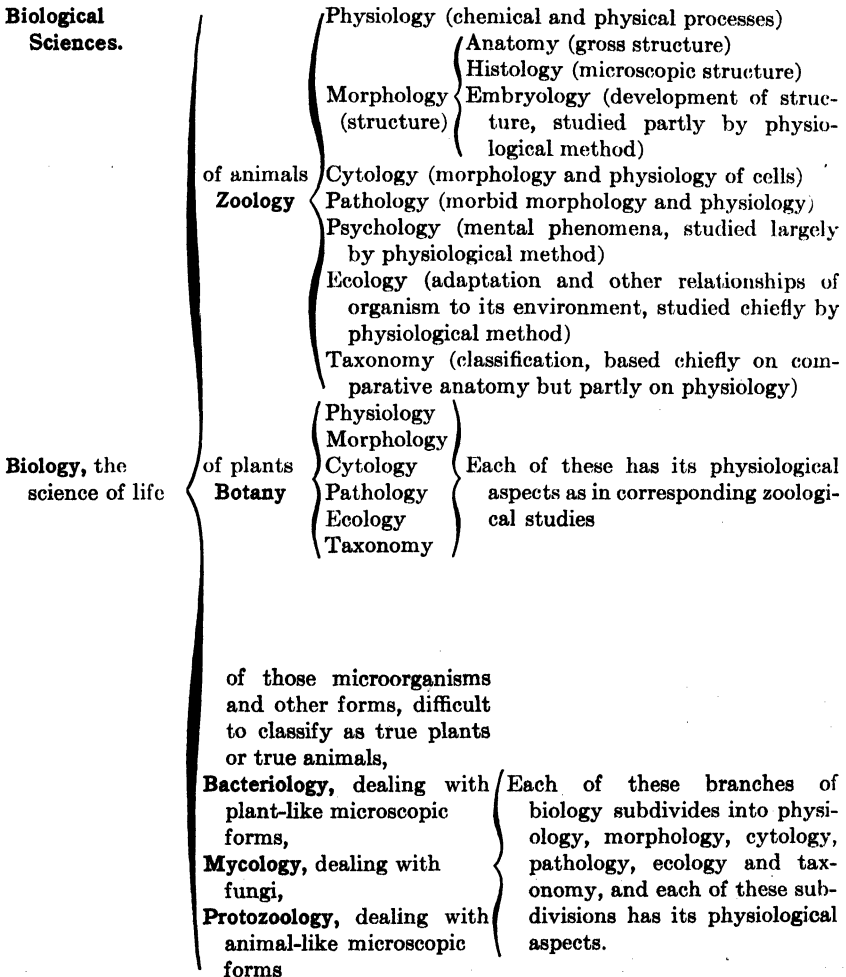 Biological
Sciences.
Physiology (chemical and physical processes)
Anatomy (gross structure)
Histology (microscopic structure)
Morphology
(structure)
Embryology (development of struc-
ture, studied partly by physio-
logical method)
of animals
Zoology
Cytology (morphology and physiology of cells)
Pathology (morbid morphology and physiology)
Psychology (mental phenomena, studied largely
by physiological method)
Ecology (adaptation and other relationships of
organism to its environment, studied chiefly by
physiological method)
Taxonomy (classification, based chiefly on com-
parative anatomy but partly on physiology)
Biology, the
science of life
of plants
Botany
Physiology
Morphology
Cytology
Pathology
Ecology
Taxonomy
Each of these has its physiological
aspects as in corresponding zoologi-
cal studies
of those microorganisms
and other forms, difficult
to classify as true plants
or true animals,
Bacteriology, dealing with
plant-like microscopic
forms,
Mycology, dealing with
fungi,
Protozoology, dealing with
animal-like microscopic
forms
Each of these branches of
biology subdivides into physi-
ology, morphology, cytology,
pathology, ecology and tax-
onomy, and each of these sub-
divisions has its physiological
aspects.